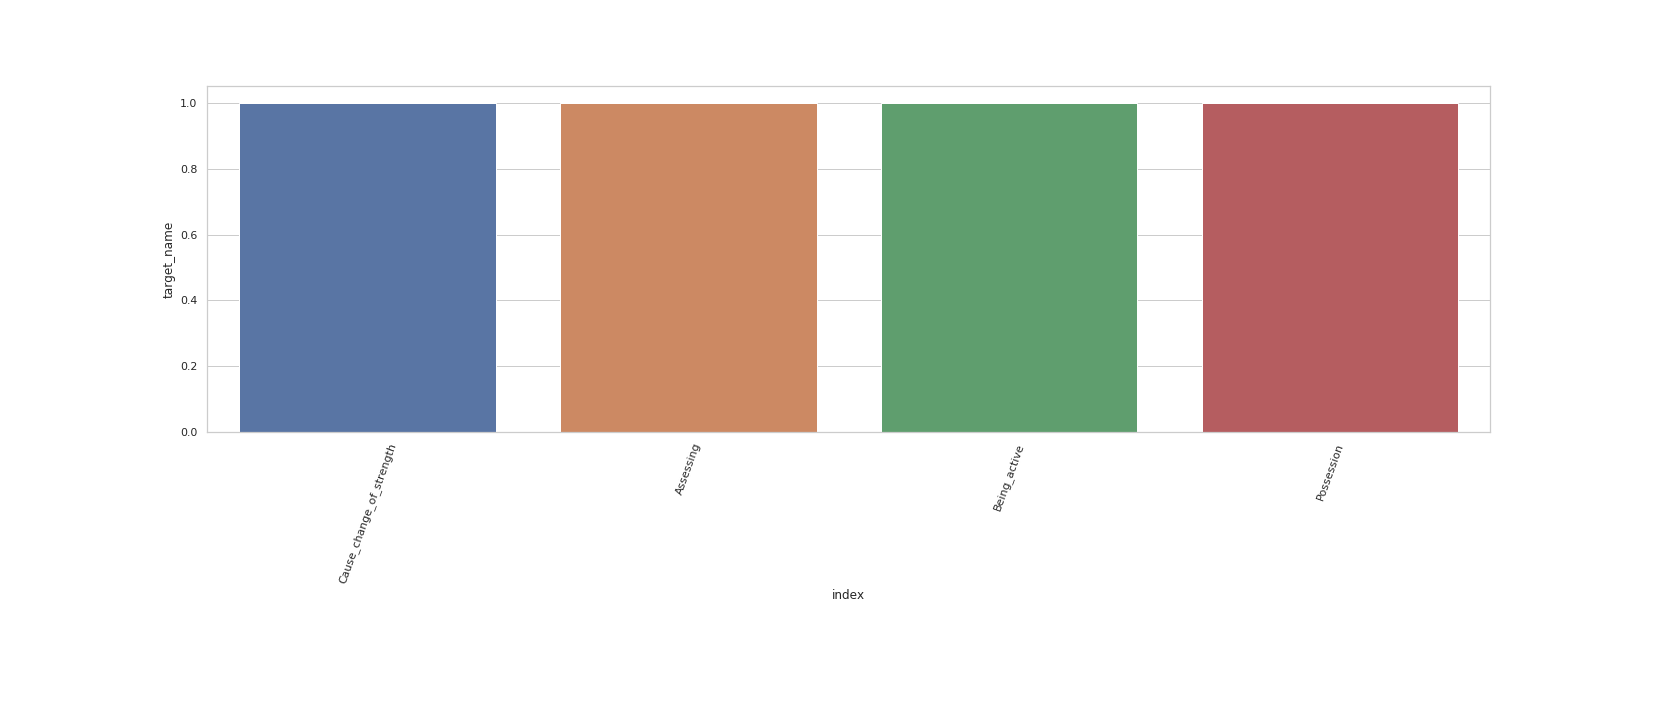 1.0
0.8
0.6
0.4
0.2
0.0
target_name
Cause_change_of_strength
Assessing
Being_active
Possession
index